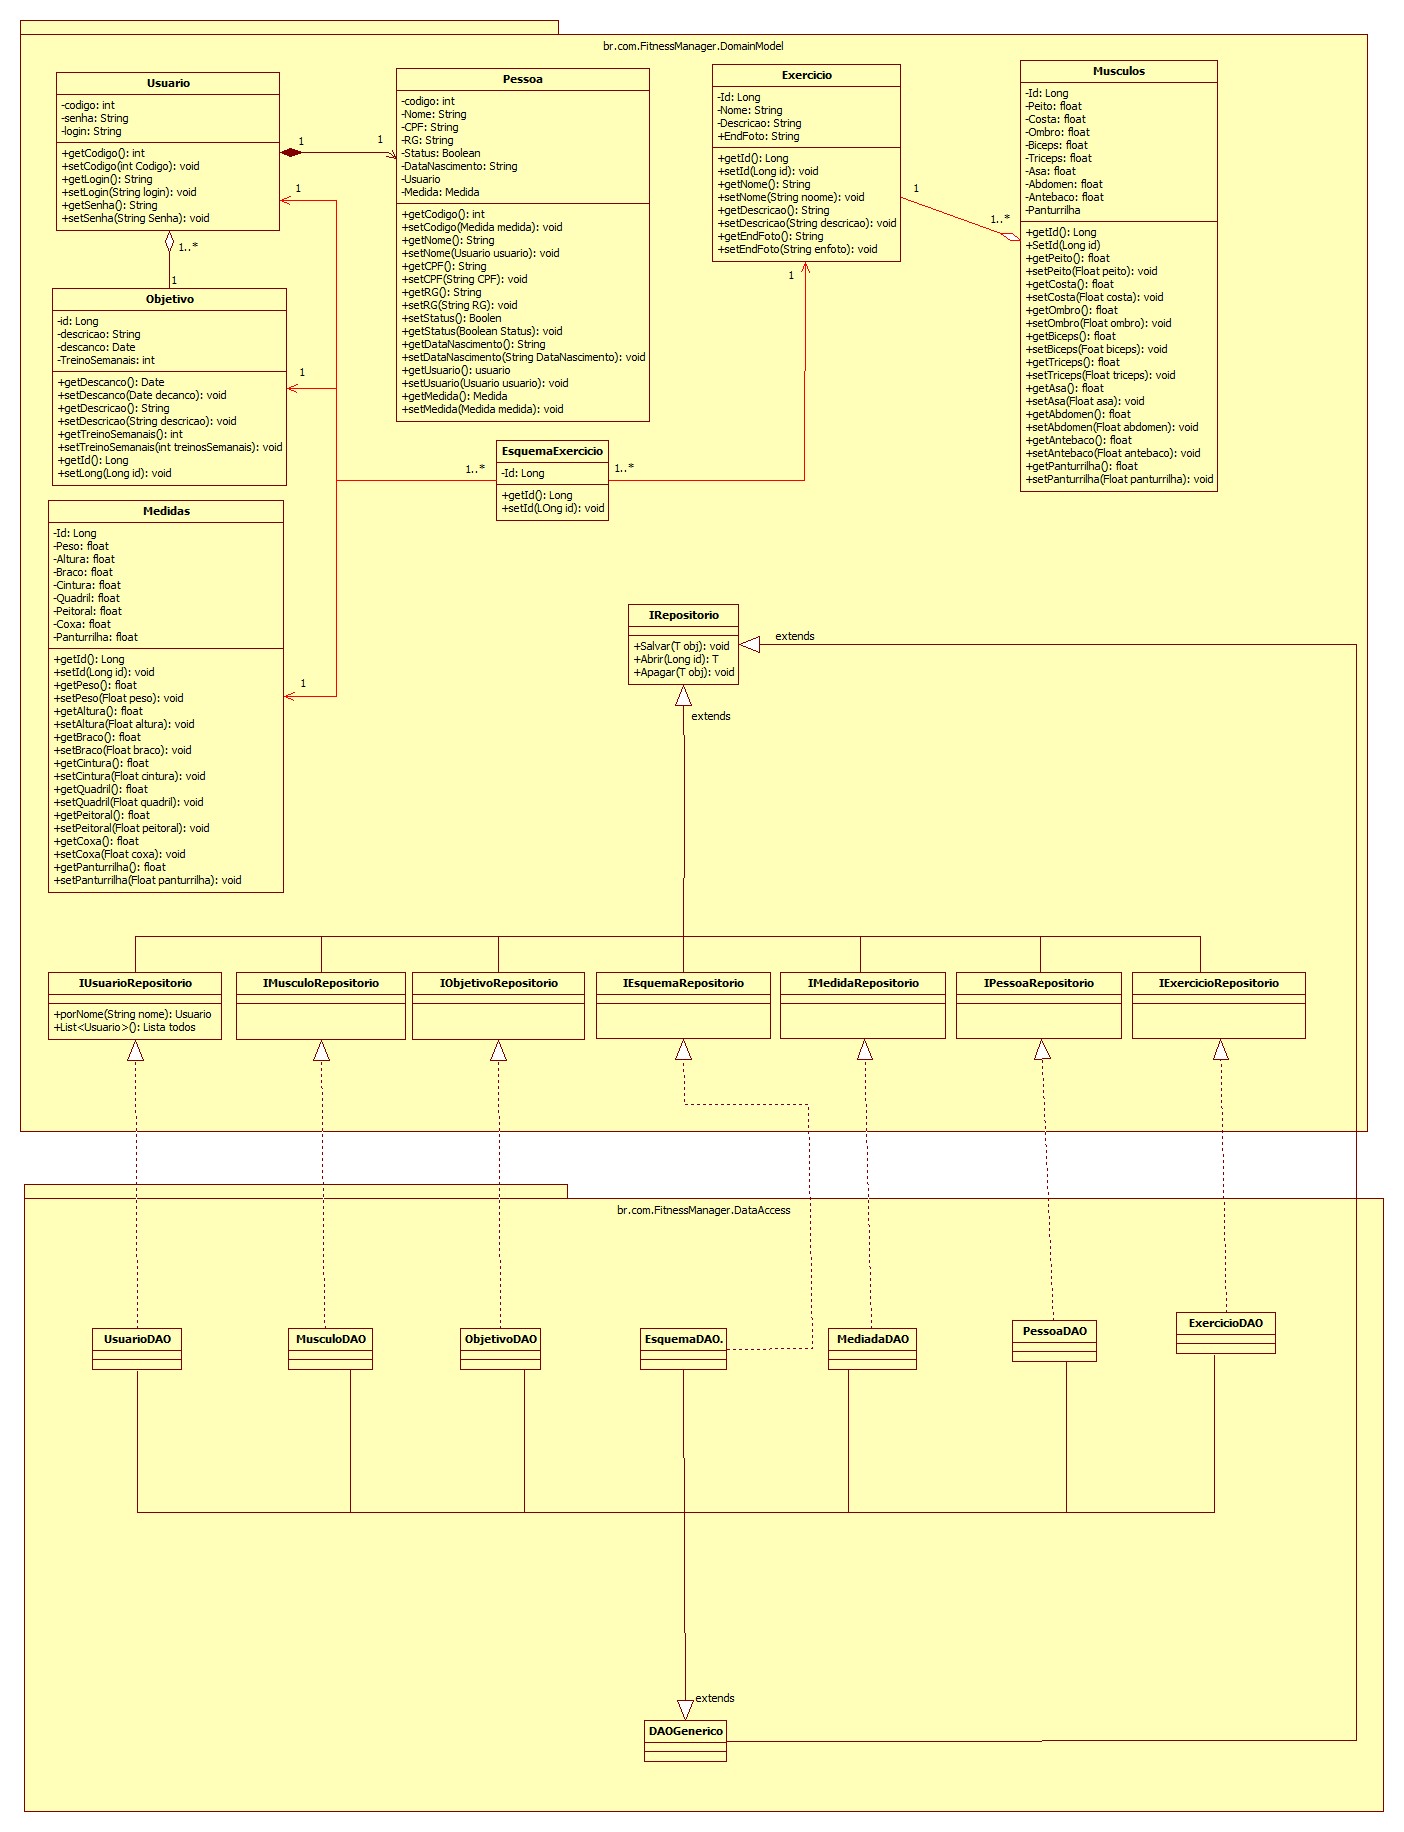 br.com.FitnessManager.DomainModel
Usuario
-codigo: int
-senha: String
-login: String
+getCodigo(): int
+setCodigo(int Codigo): void
+getLogin(): String
+setLogin(String login): void
+getSenha(): String
+setSenha(String Senha): void
1
1
Pessoa
-codigo: int
-Nome: String
-CPF: String
-RG: String
-Status: Boolean
-DataNascimento: String
-Usuario
-Medida: Medida
+getCodigo(): int
+setCodigo(Medida medida): void
+getNome(): String
+setNome(Usuario usuario): void
+getCPF(): String
+setCPF(String CPF): void
+getRG(): String
+setRG(String RG): void
+setStatus(): Boolen
+getStatus(Boolean Status): void
+getDataNascimento(): String
+setDataNascimento(String DataNascimento): void
+getUsuario(): usuario
+setUsuario(Usuario usuario): void
+getMedida(): Medida
+setMedida(Medida medida): void
Exercicio
-Id: Long
-Nome: String
-Descricao: String
+EndFoto: String
+getId(): Long
+setId(Long id): void
+getNome(): String
+setNome(String noome): void
+getDescricao(): String
+setDescricao(String descricao): void
+getEndFoto(): String
+setEndFoto(String enfoto): void
1
1..*
1
Musculos
-Id: Long
-Peito: float
-Costa: float
-Ombro: float
-Biceps: float
-Triceps: float
-Asa: float
-Abdomen: float
-Antebaco: float
-Panturrilha
+getId(): Long
+SetId(Long id)
+getPeito(): float
+setPeito(Float peito): void
+getCosta(): float
+setCosta(Float costa): void
+getOmbro(): float
+setOmbro(Float ombro): void
+getBiceps(): float
+setBiceps(Foat biceps): void
+getTriceps(): float
+setTriceps(Float triceps): void
+getAsa(): float
+setAsa(Float asa): void
+getAbdomen(): float
+setAbdomen(Float abdomen): void
+getAntebaco(): float
+setAntebaco(Float antebaco): void
+getPanturrilha(): float
+setPanturrilha(Float panturrilha): void
1
1..*
1
Objetivo
-id: Long
-descricao: String
-descanco: Date
-TreinoSemanais: int
+getDescanco(): Date
+setDescanco(Date decanco): void
+getDescricao(): String
+setDescricao(String descricao): void
+getTreinoSemanais(): int
+setTreinoSemanais(int treinosSemanais): void
+getId(): Long
+setLong(Long id): void
1
1..*
EsquemaExercicio
-Id: Long
+getId(): Long
+setId(LOng id): void
1..*
Medidas
-Id: Long
-Peso: float
-Altura: float
-Braco: float
-Cintura: float
-Quadril: float
-Peitoral: float
-Coxa: float
-Panturrilha: float
+getId(): Long
+setId(Long id): void
+getPeso(): float
+setPeso(Float peso): void
+getAltura(): float
+setAltura(Float altura): void
+getBraco(): float
+setBraco(Float braco): void
+getCintura(): float
+setCintura(Float cintura): void
+getQuadril(): float
+setQuadril(Float quadril): void
+getPeitoral(): float
+setPeitoral(Float peitoral): void
+getCoxa(): float
+setCoxa(Float coxa): void
+getPanturrilha(): float
+setPanturrilha(Float panturrilha): void
1
IRepositorio
+Salvar(T obj): void
+Abrir(Long id): T
+Apagar(T obj): void
extends
extends
IUsuarioRepositorio
+porNome(String nome): Usuario
+List<Usuario>(): Lista todos
IMusculoRepositorio
IObjetivoRepositorio
IEsquemaRepositorio
IMedidaRepositorio
IPessoaRepositorio
IExercicioRepositorio
br.com.FitnessManager.DataAccess
UsuarioDAO
MusculoDAO
ObjetivoDAO
EsquemaDAO.
MediadaDAO
PessoaDAO
ExercicioDAO
extends
DAOGenerico